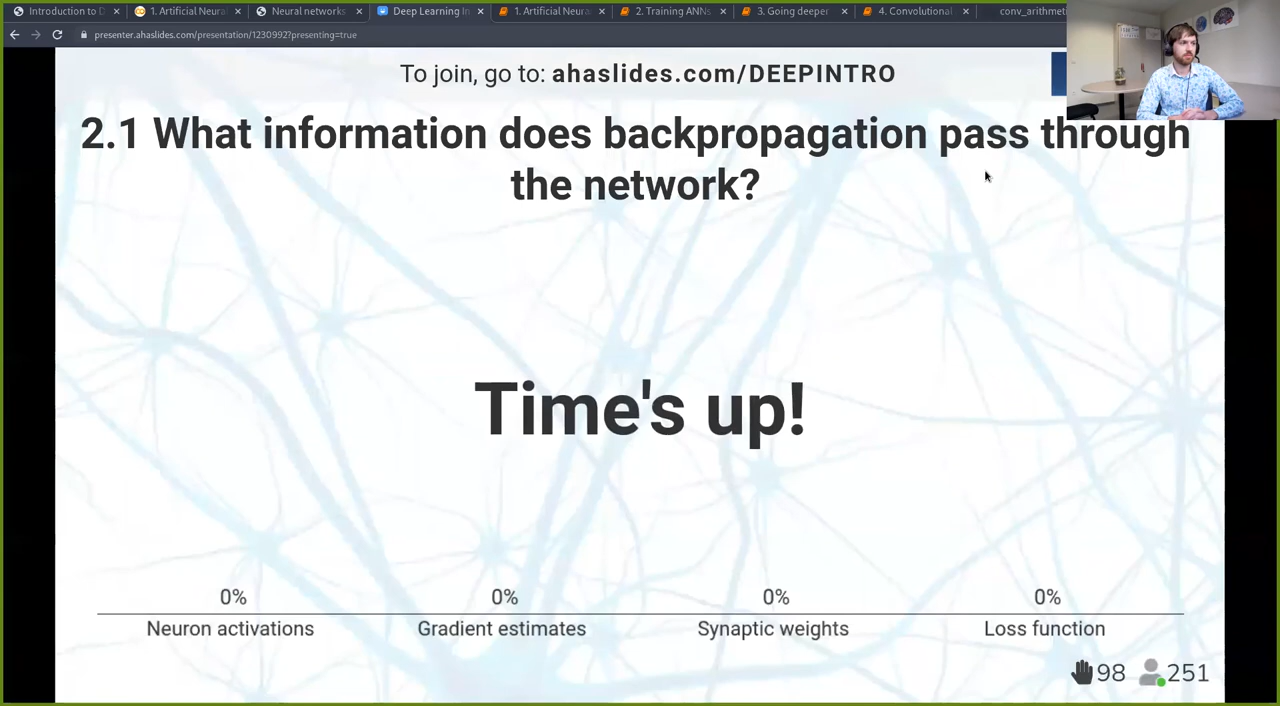 Introduction to D
1. Artificial Neura
Neural networks
Deep Learning In
1. Artificial Neura
2. Training ANNs
3. Going deeper
4. Convolutional
conv_arithmeti
presenter.ahaslides.com/presentation/1230992?presenting=true
To join, go to: ahaslides.com/DEEPINTRO
2.1 What information does backpropagation pass through
the network?
Time's up!
0% 0% 0% 0%
Neuron activations Gradient estimates Synaptic weights Loss function
98 251